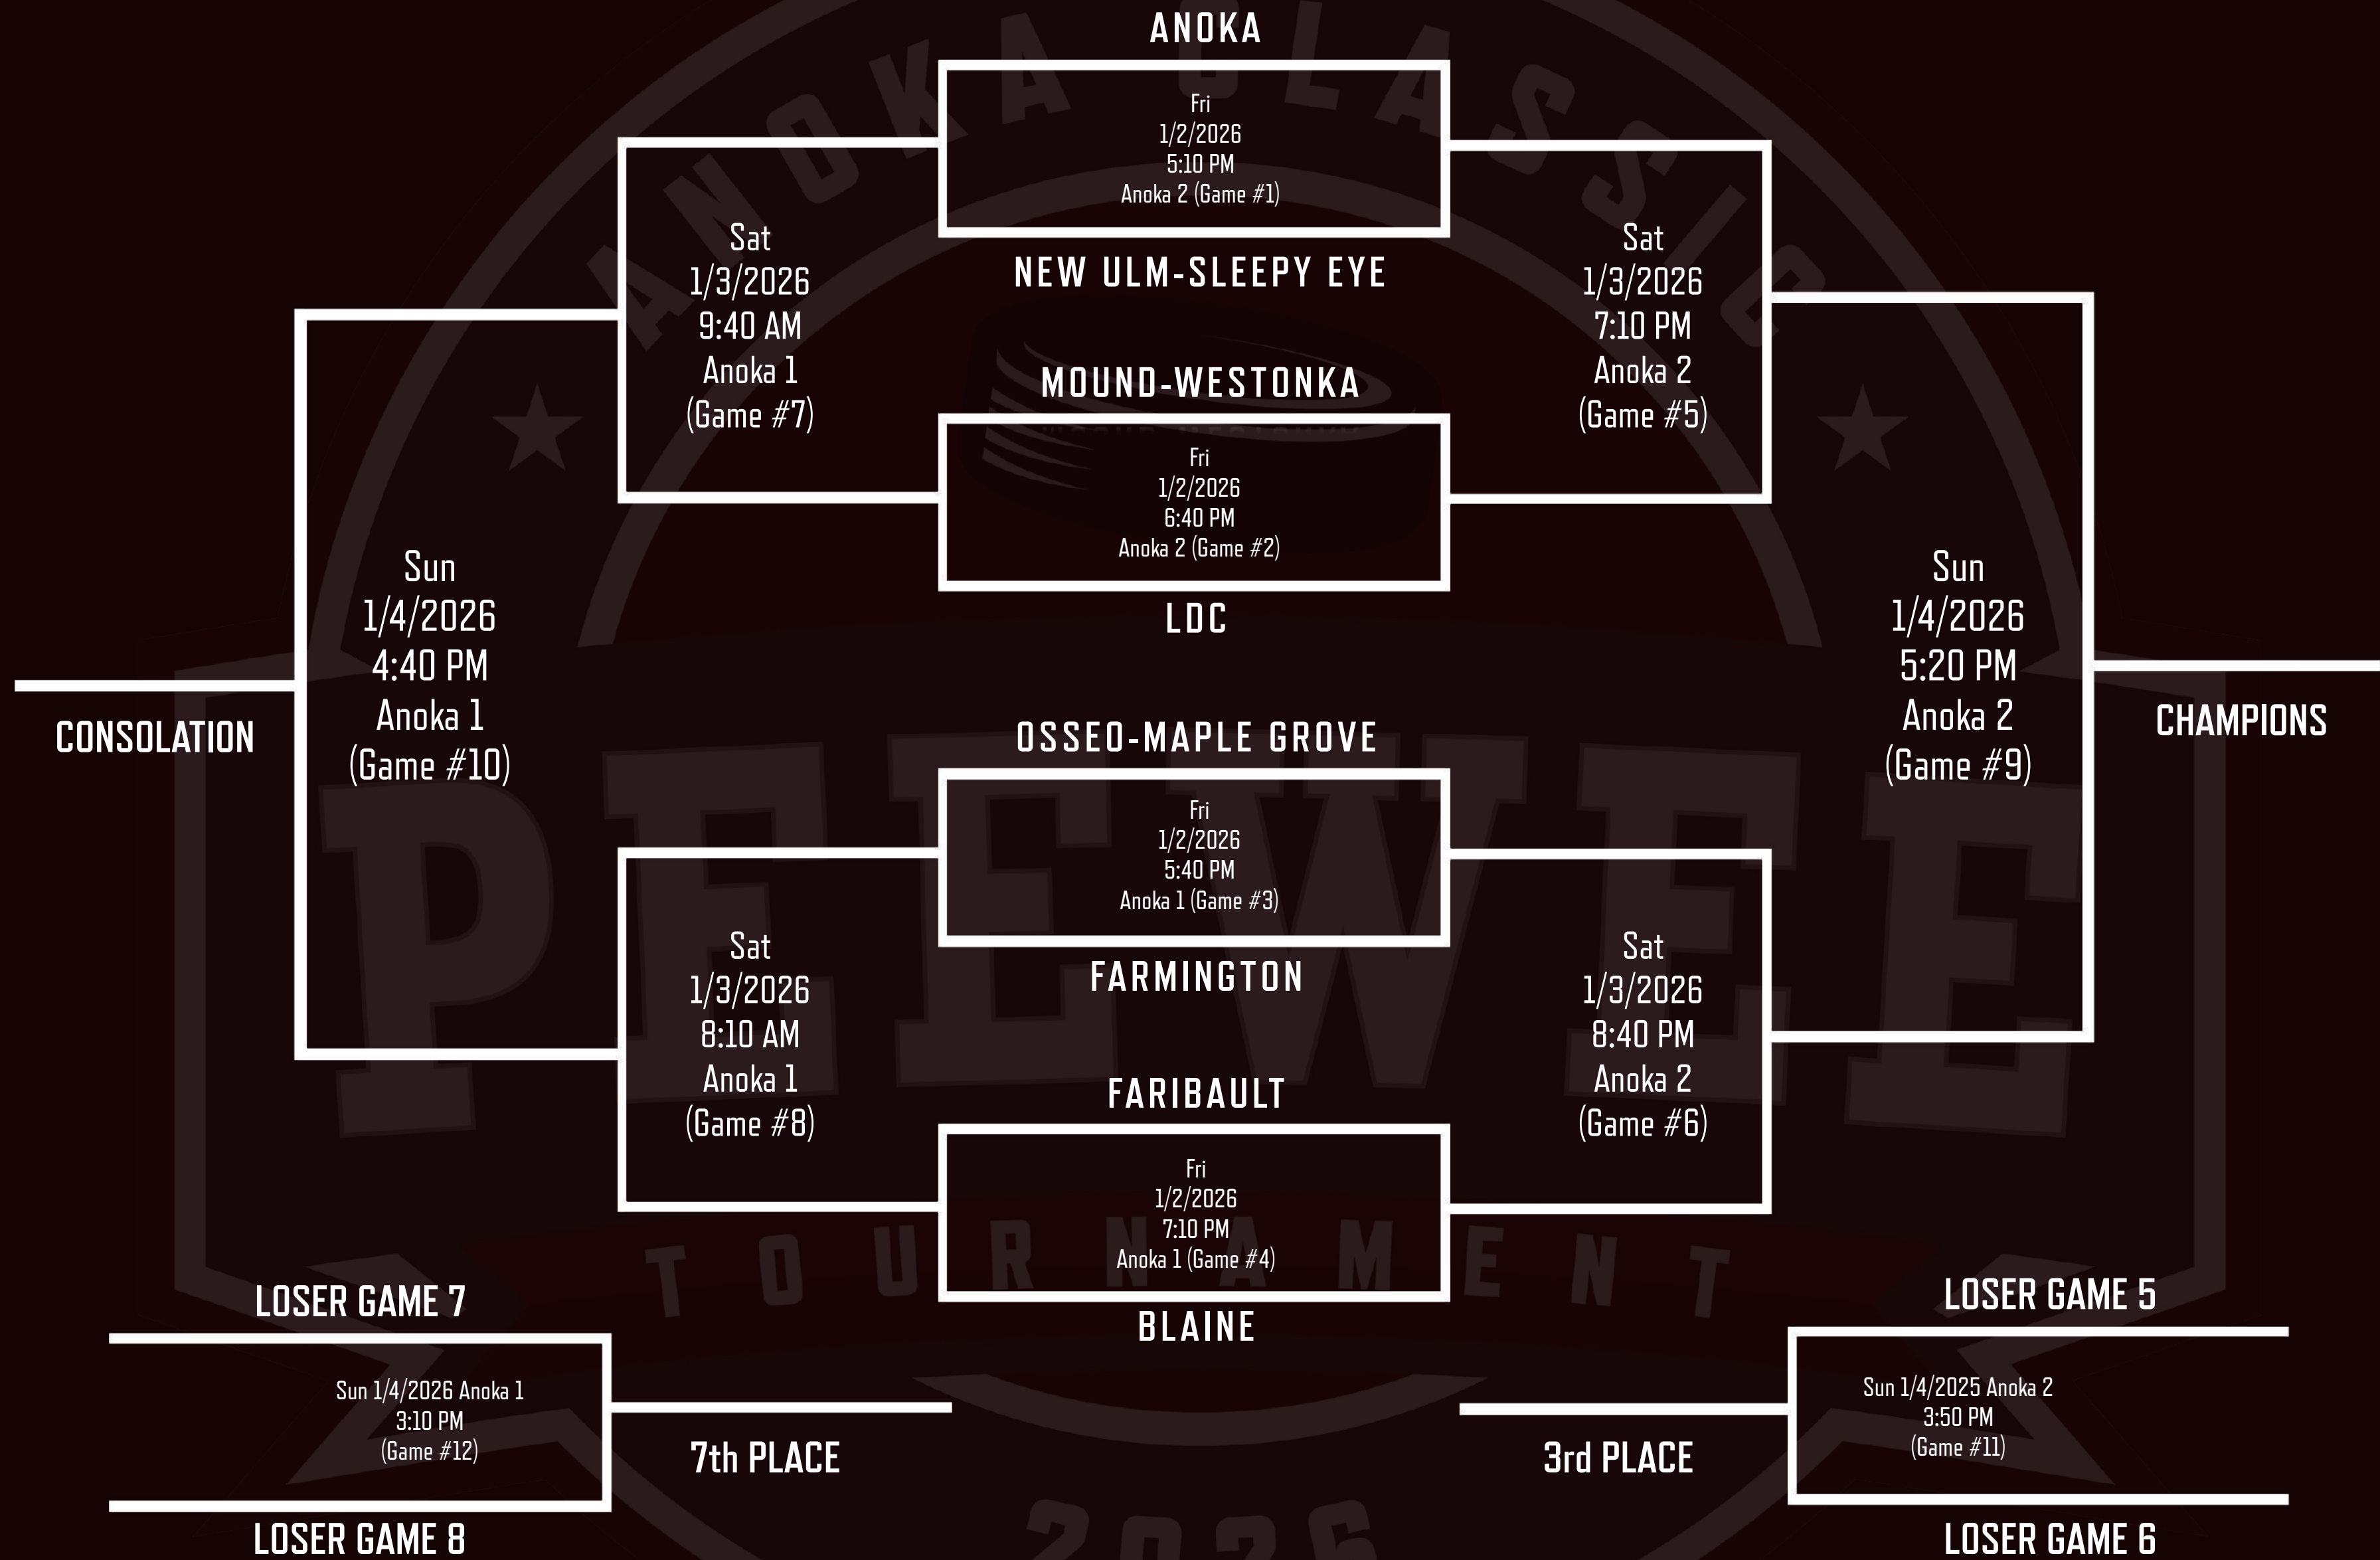 ANOKA CLASSIC
PEEWEE
TOURNAMENT
2026
ANOKA
Fri
1/2/2026
5:10 PM
Anoka 2 (Game #1)
NEW ULM-SLEEPY EYE
MOUND-WESTONKA
Fri
1/2/2026
6:40 PM
Anoka 2 (Game #2)
LDC
OSSEO-MAPLE GROVE
Fri
1/2/2026
5:40 PM
Anoka 1 (Game #3)
FARMINGTON
FARIBAULT
Fri
1/2/2026
7:10 PM
Anoka 1 (Game #4)
BLAINE
Sat
1/3/2026
9:40 AM
Anoka 1
(Game #7)
Sat
1/3/2026
8:10 AM
Anoka 1
(Game #8)
Sun
1/4/2026
4:40 PM
Anoka 1
(Game #10)
CONSOLATION
Sat
1/3/2026
7:10 PM
Anoka 2
(Game #5)
Sat
1/3/2026
8:40 PM
Anoka 2
(Game #6)
Sun
1/4/2026
5:20 PM
Anoka 2
(Game #9)
CHAMPIONS
LOSER GAME 7
Sun 1/4/2026 Anoka 1
3:10 PM
(Game #12)
LOSER GAME 8
7th PLACE
LOSER GAME 5
Sun 1/4/2025 Anoka 2
3:50 PM
(Game #11)
LOSER GAME 6
3rd PLACE